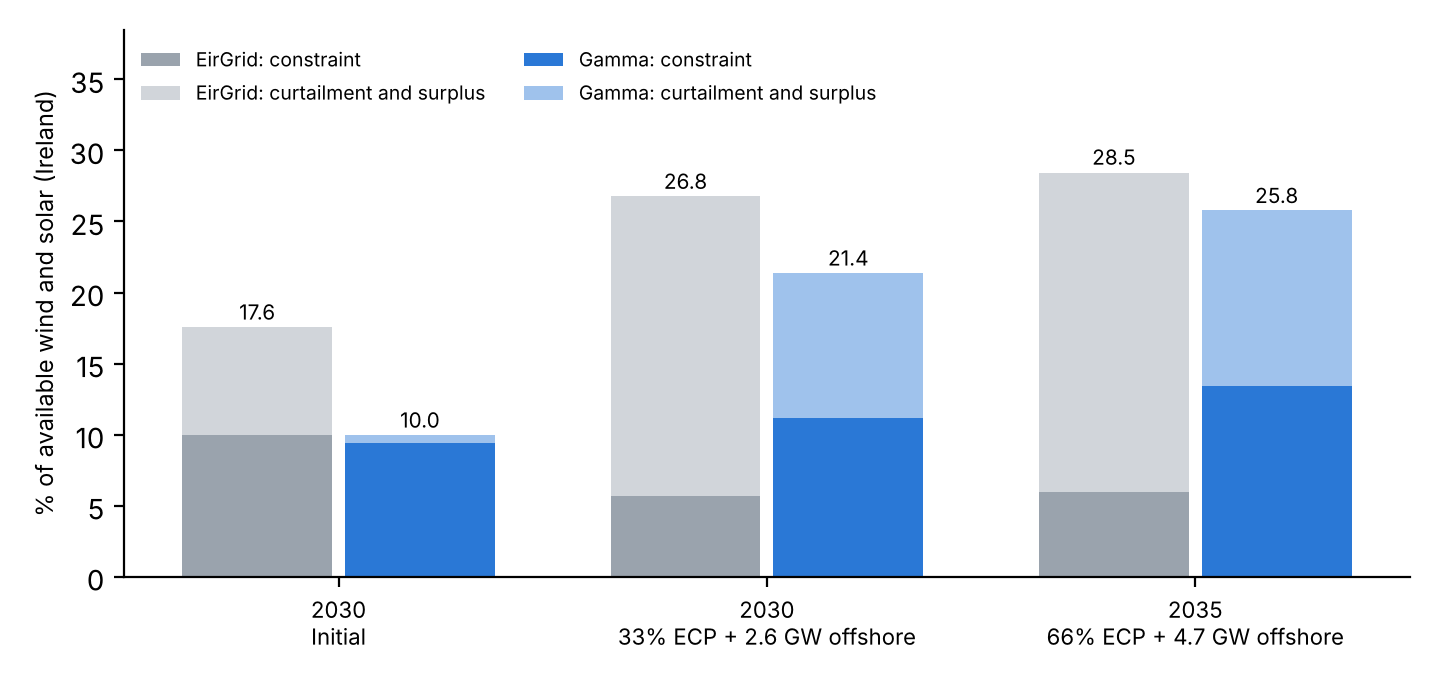 EirGrid: constraint
EirGrid: curtailment and surplus
Gamma: constraint
Gamma: curtailment and surplus
% of available wind and solar (Ireland)
35
30
25
20
15
10
5
0
17.6
10.0
26.8
21.4
28.5
25.8
2030
Initial
2030
33% ECP + 2.6 GW offshore
2035
66% ECP + 4.7 GW offshore